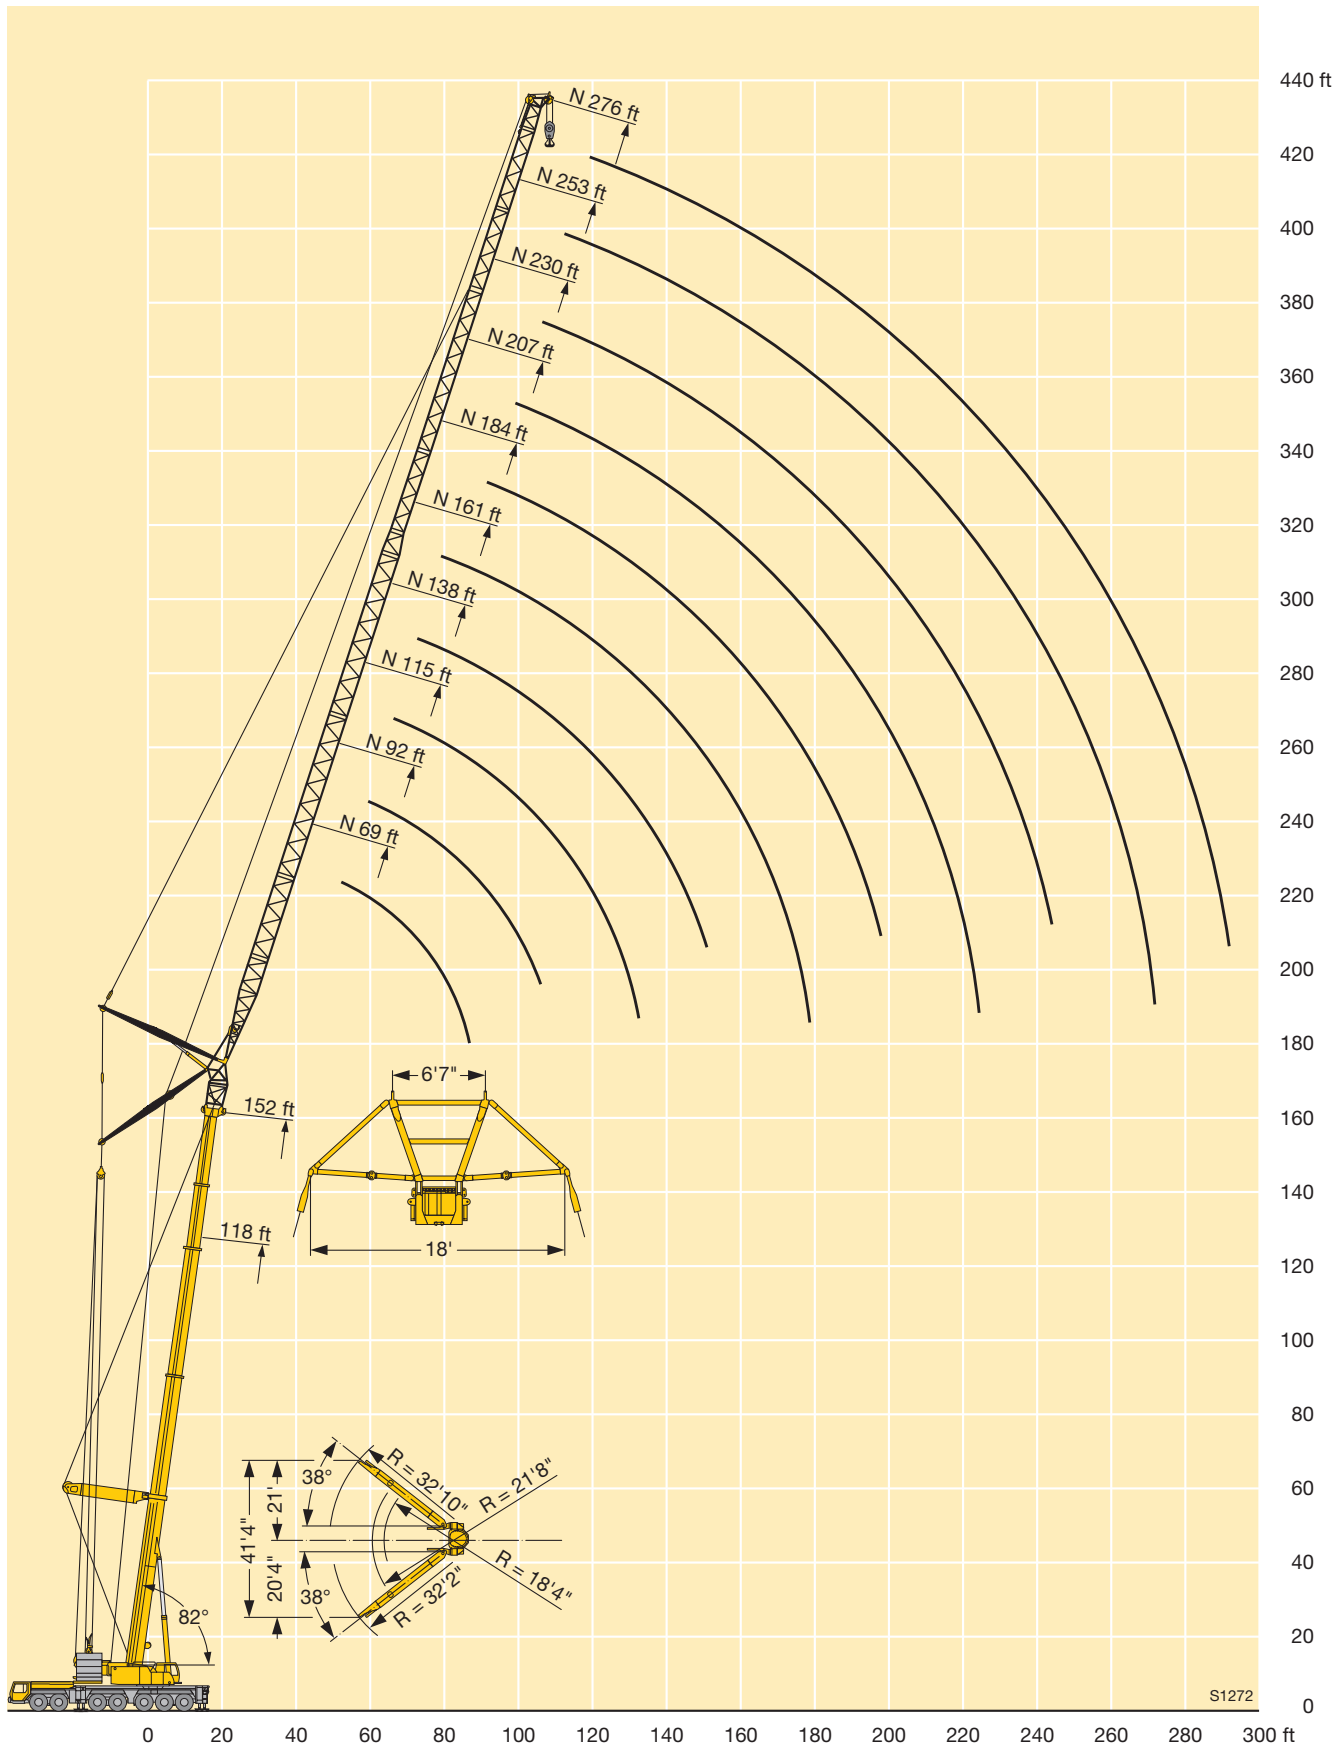 440 ft
N 276 ft
420
N 253 ft
400
N 230 ft
380
N 207 ft
360
N 184 ft
340
N 161 ft
320
N 138 ft
300
N 115 ft
280
N 92 ft
260
N 69 ft
240
220
200
180
6'7"
152 ft
160
140
118 ft
18'
120
100
80
38°
R = 32'10"
R = 21'8"
60
21'
41'4"
20'4"
40
38°
R = 32'2"
R = 18'4"
82°
20
S1272
0
0 20 40 60 80 100 120 140 160 180 200 220 240 260 280 300 ft